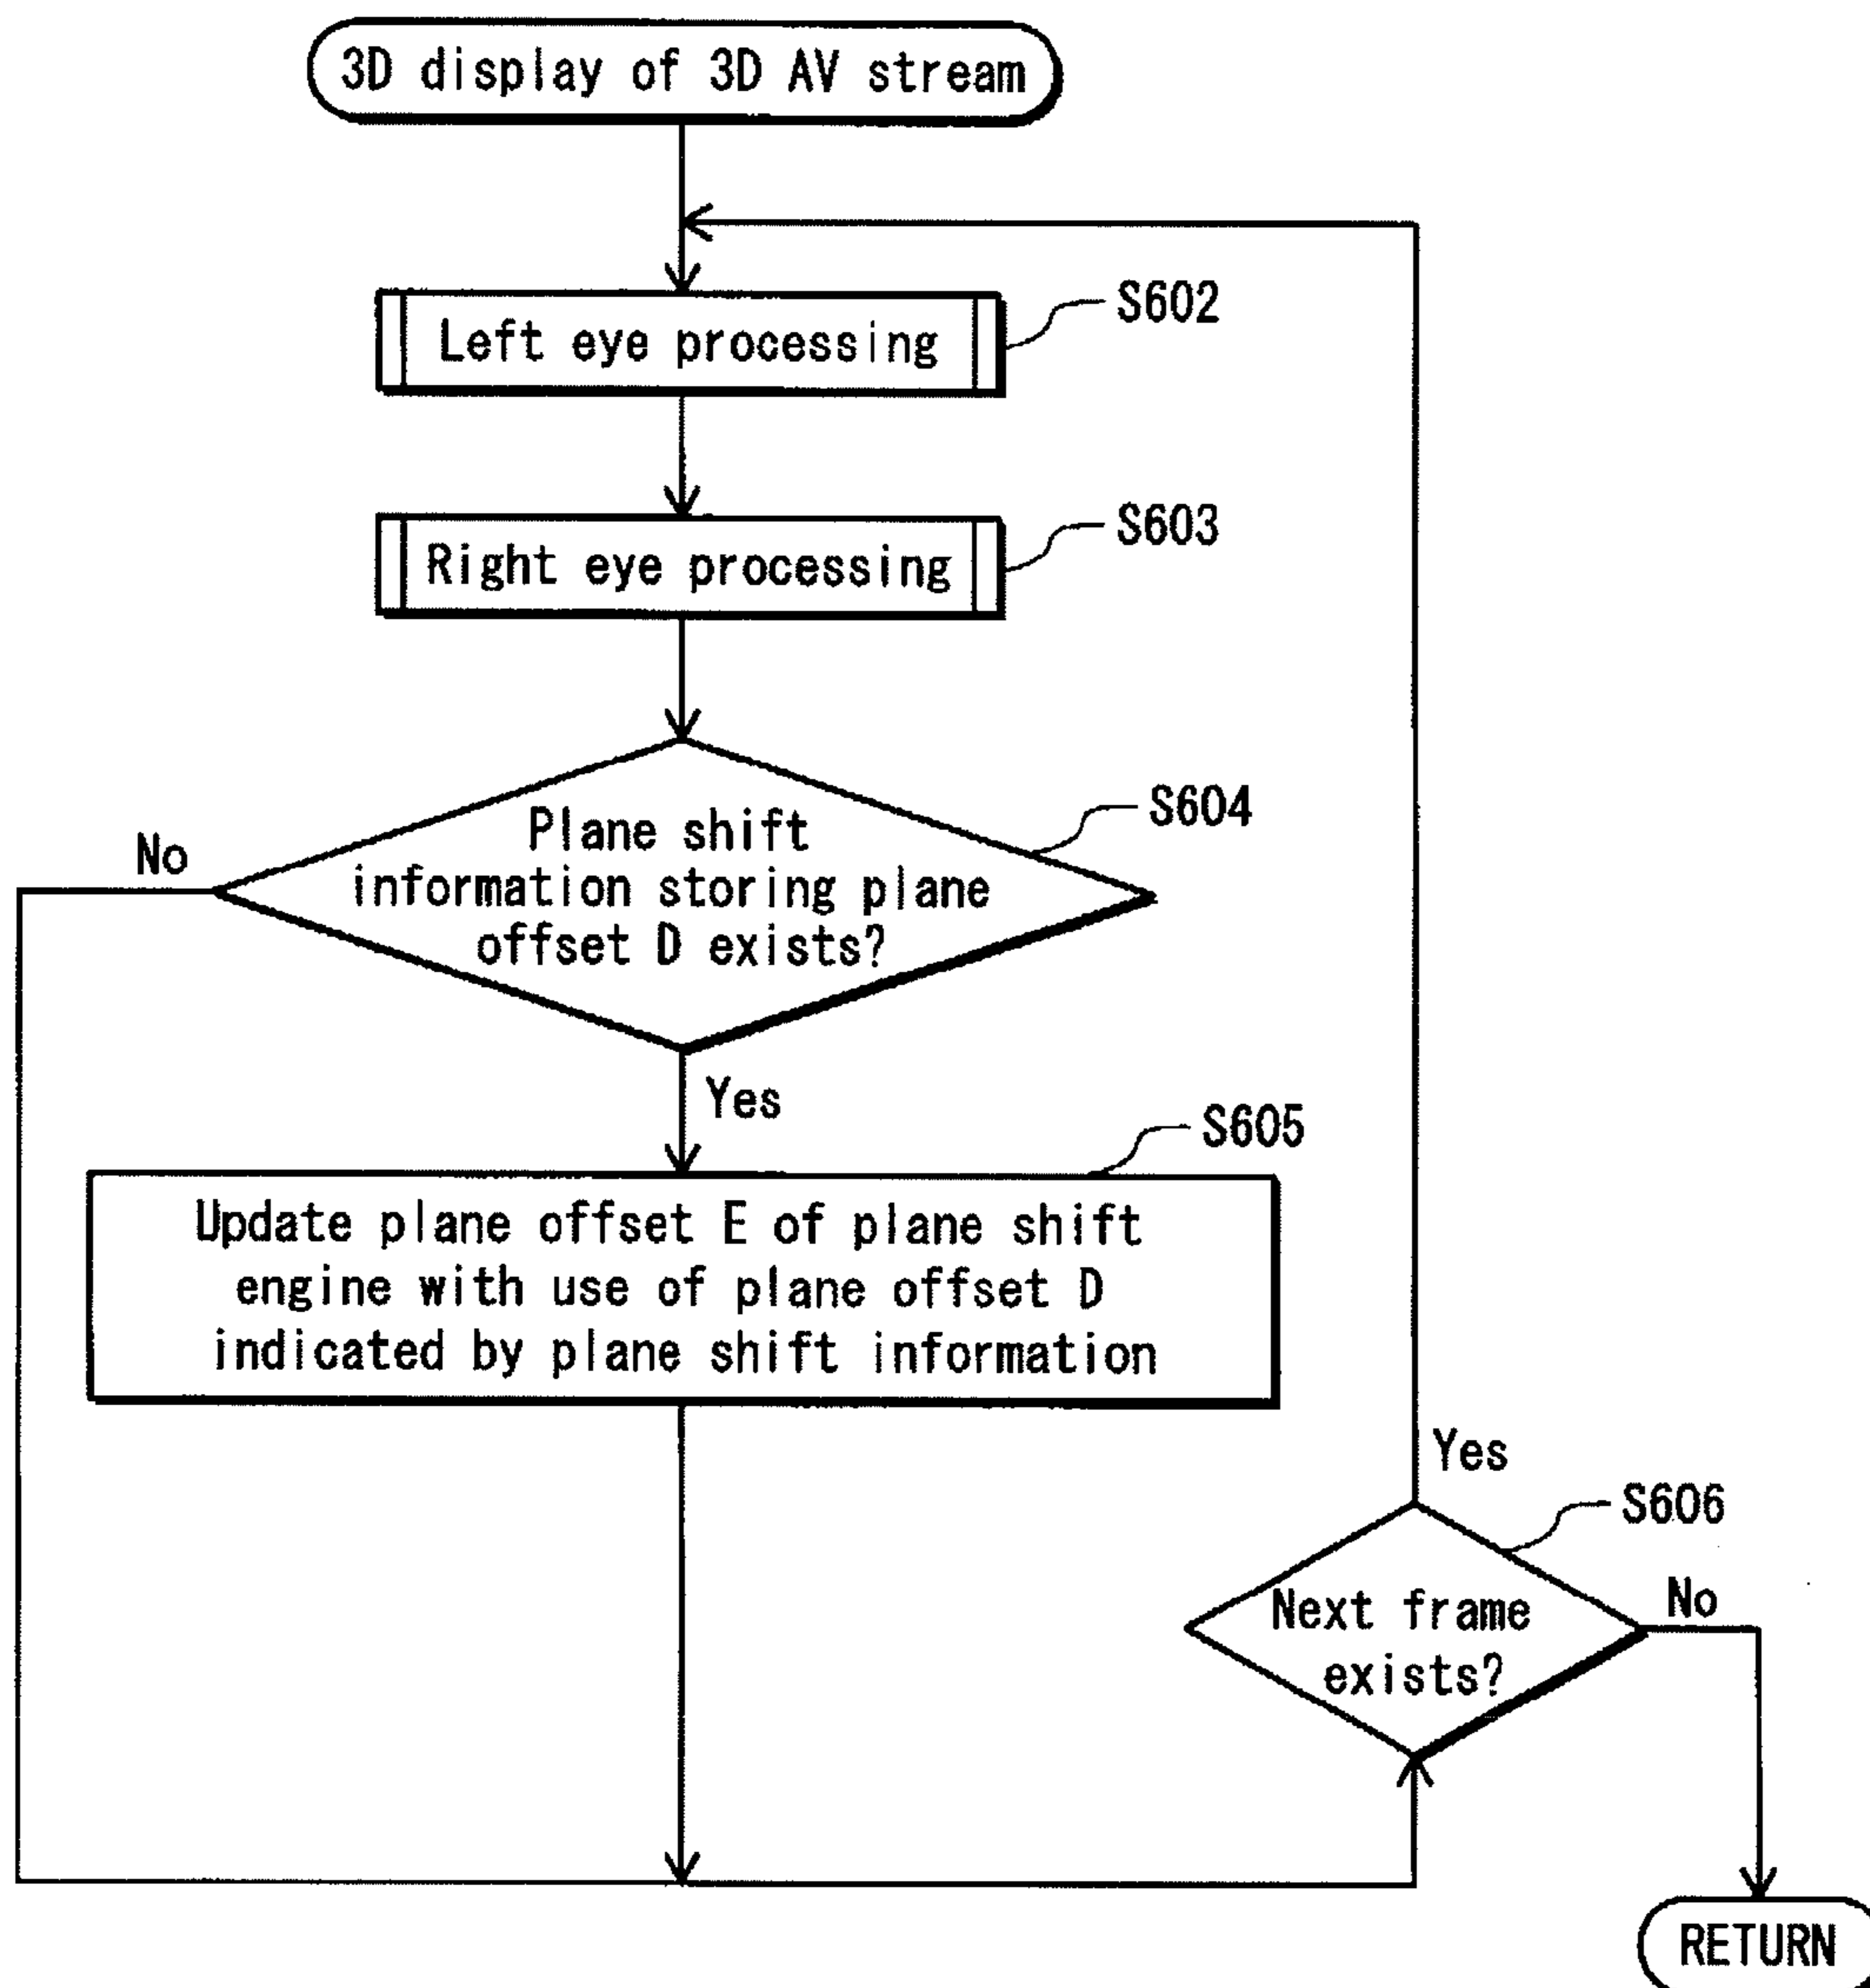 3D display of 3D AV stream
S602
Left eye processing
S603
Right eye processing
S604
No
Plane shift
information storing plane
offset D exists?
Yes
S605
Update plane offset E of plane shift
engine with use of plane offset D
indicated by plane shift information
Yes
S606
Next frame
exists?
No
RETURN